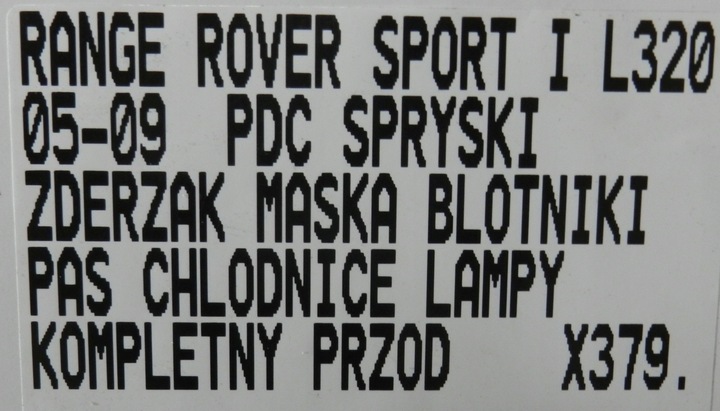 RANGE ROVER SPORT I L320
05-09 PDC SPRYSKI
ZDERZAK MASKA BLOTNIKI
PAS CHLODNICE LAMPY
KOMPLETNY PRZOD X379.